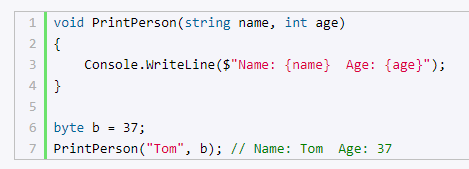 1 void PrintPerson(string name, int age)
2 {
3     Console.WriteLine($"Name: {name}  Age: {age}");
4 }
5
6 byte b = 37;
7 PrintPerson("Tom", b); // Name: Tom  Age: 37